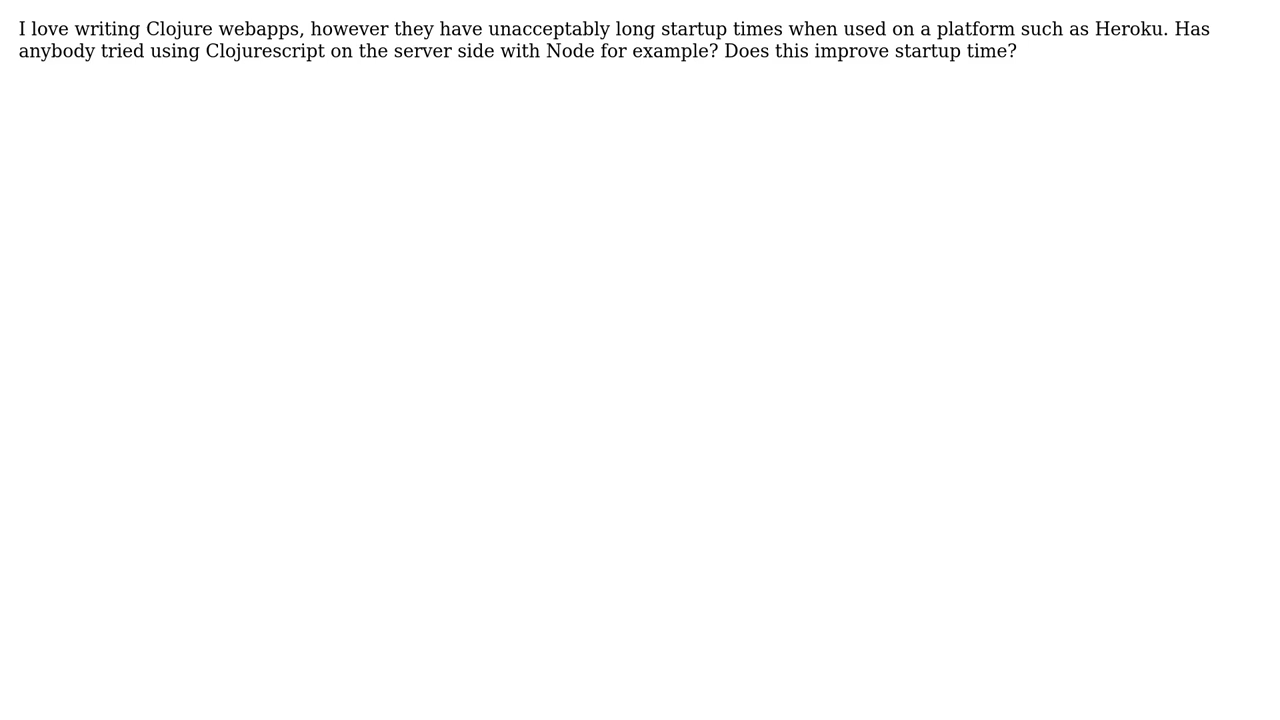 I love writing Clojure webapps, however they have unacceptably long startup times when used on a platform such as Heroku. Has
anybody tried using Clojurescript on the server side with Node for example? Does this improve startup time?